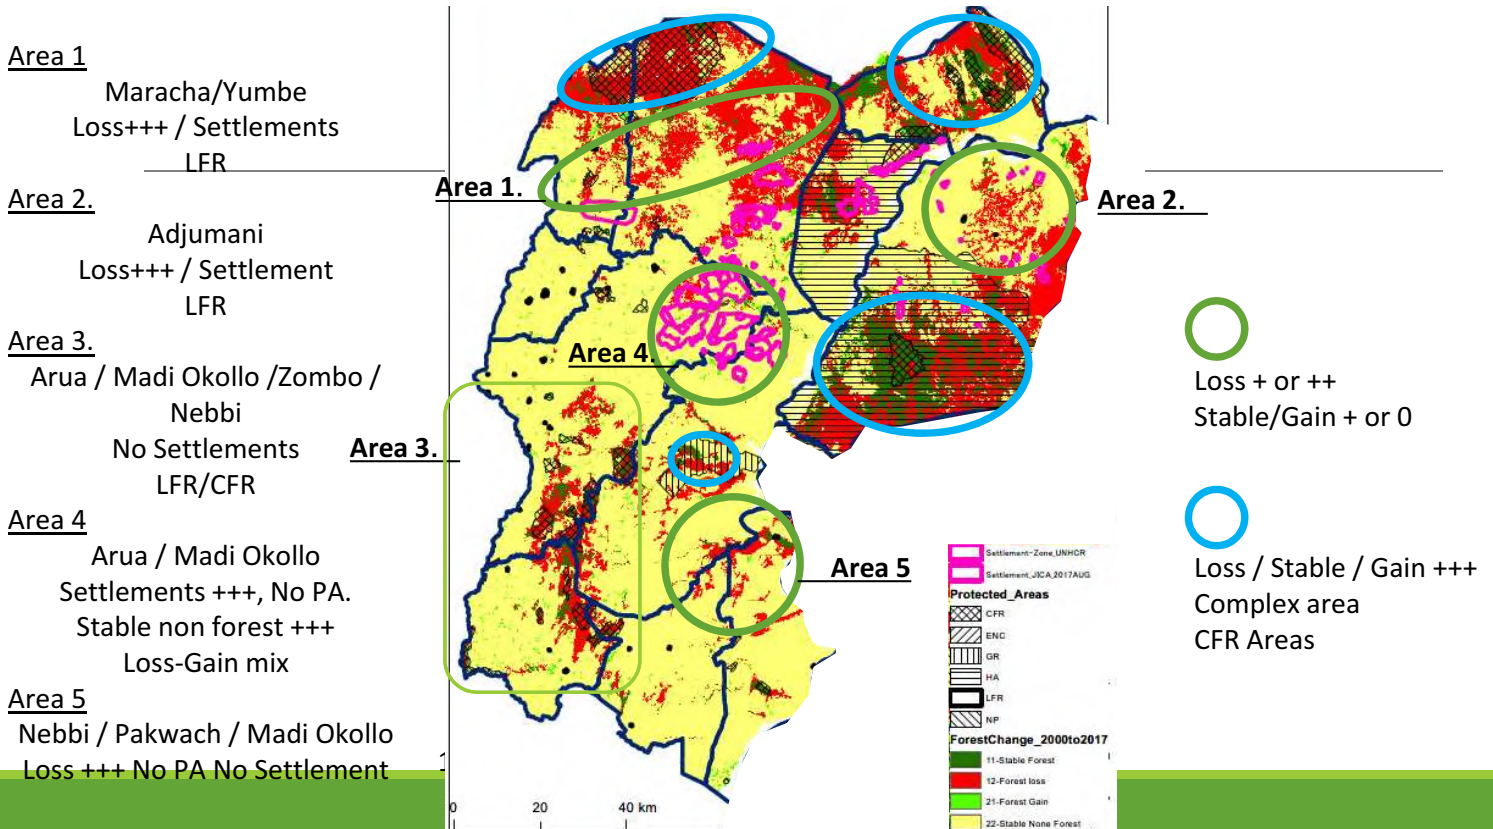 Area 1
Maracha/Yumbe
Loss+++ / Settlements
LFR
Area 2.
Adjumani
Loss+++ / Settlement
LFR
Area 3.
Arua / Madi Okollo /Zombo /
Nebbi
No Settlements
LFR/CFR
Area 4
Arua / Madi Okollo
Settlements +++, No PA.
Stable non forest +++
Loss-Gain mix
Area 5
Nebbi / Pakwach / Madi Okollo
Loss +++ No PA No Settlement
Area 1.
Area 2.
Area 4.
Area 3.
Area 5
Settlement-Zone_UNHCR
Settlement_JICA_2017AUG
Protected_Areas
CFR
ENC
GR
HA
LFR
NP
ForestChange_2000to2017
11-Stable Forest
12-Forest loss
21-Forest Gain
22-Stable None Forest
0 20 40 km
Loss + or ++
Stable/Gain + or 0
Loss / Stable / Gain +++
Complex area
CFR Areas